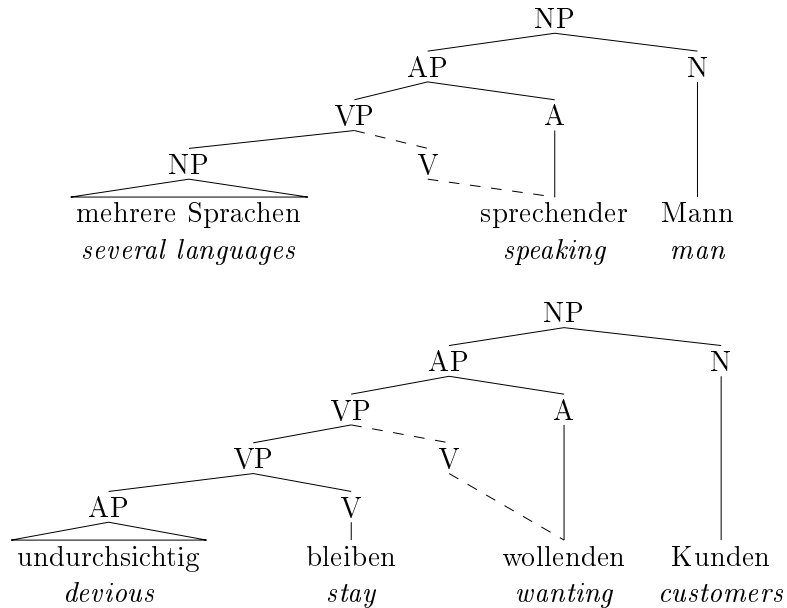 NP
AP N
VP A
NP V
mehrere Sprachen sprechender Mann
several languages speaking man
NP
AP N
VP A
VP V
AP V
undurchsichtig bleiben wollenden Kunden
devious stay wanting customers